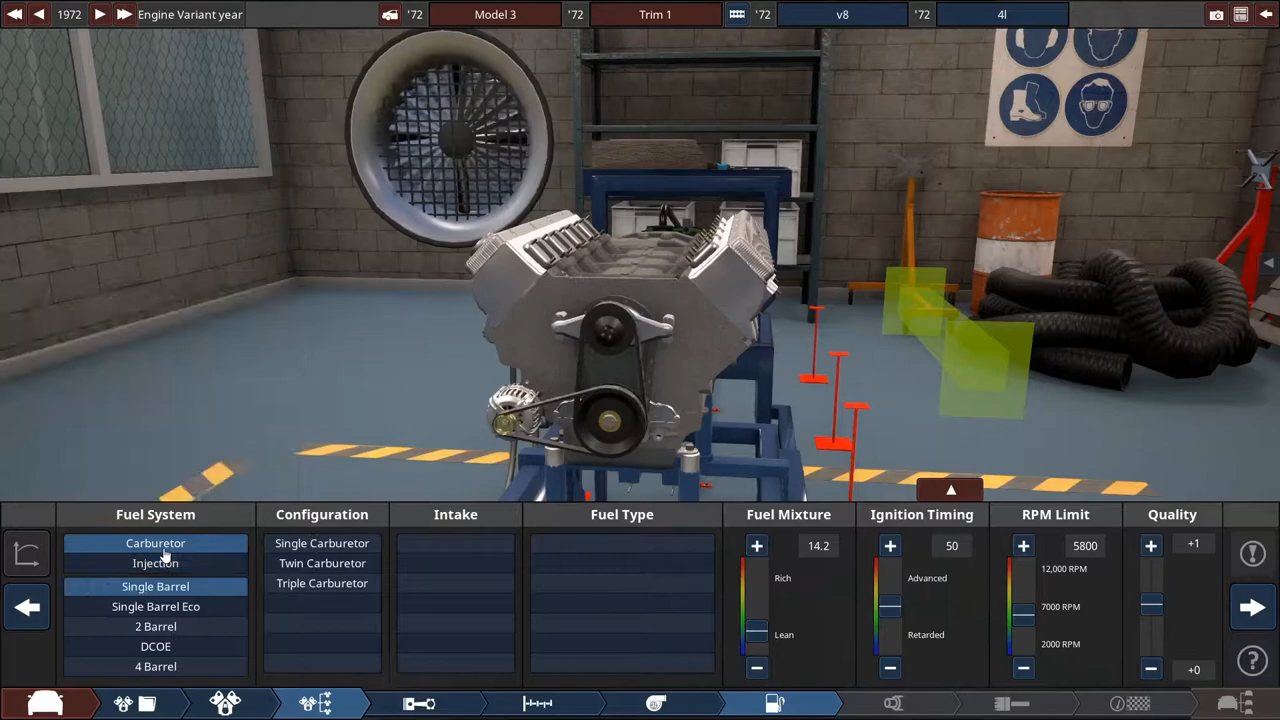 1972 Engine Variant year '72 Model 3 '72 Trim 1 '72 v8 '72 4l
Fuel System Configuration Intake Fuel Type Fuel Mixture Ignition Timing RPM Limit Quality
Carburetor Single Carburetor + 14.2 + 50 + 5800 + +1
Injection Twin Carburetor Rich Advanced 12,000 RPM
Single Barrel Triple Carburetor
Single Barrel Eco 7000 RPM
2 Barrel Lean Retarded
DCOE 2000 RPM
4 Barrel - - - - +0